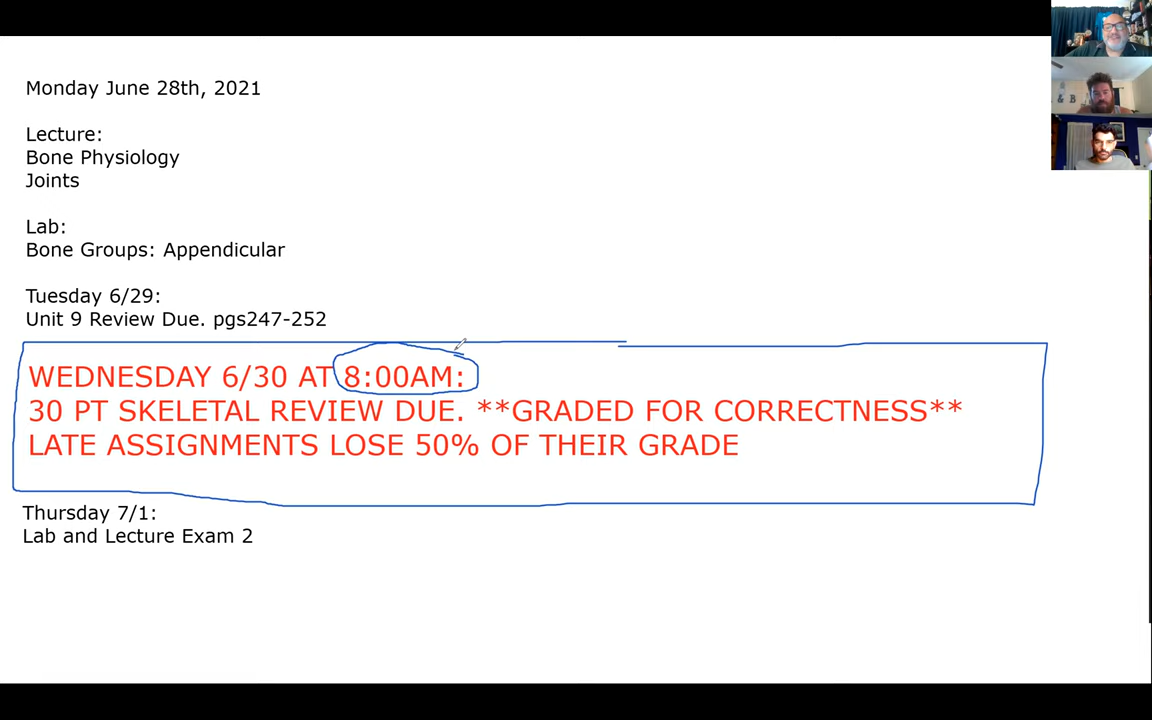 Monday June 28th, 2021
Lecture:
Bone Physiology
Joints
Lab:
Bone Groups: Appendicular
Tuesday 6/29:
Unit 9 Review Due. pgs247-252
WEDNESDAY 6/30 AT 8:00AM:
30 PT SKELETAL REVIEW DUE. **GRADED FOR CORRECTNESS**
LATE ASSIGNMENTS LOSE 50% OF THEIR GRADE
Thursday 7/1:
Lab and Lecture Exam 2